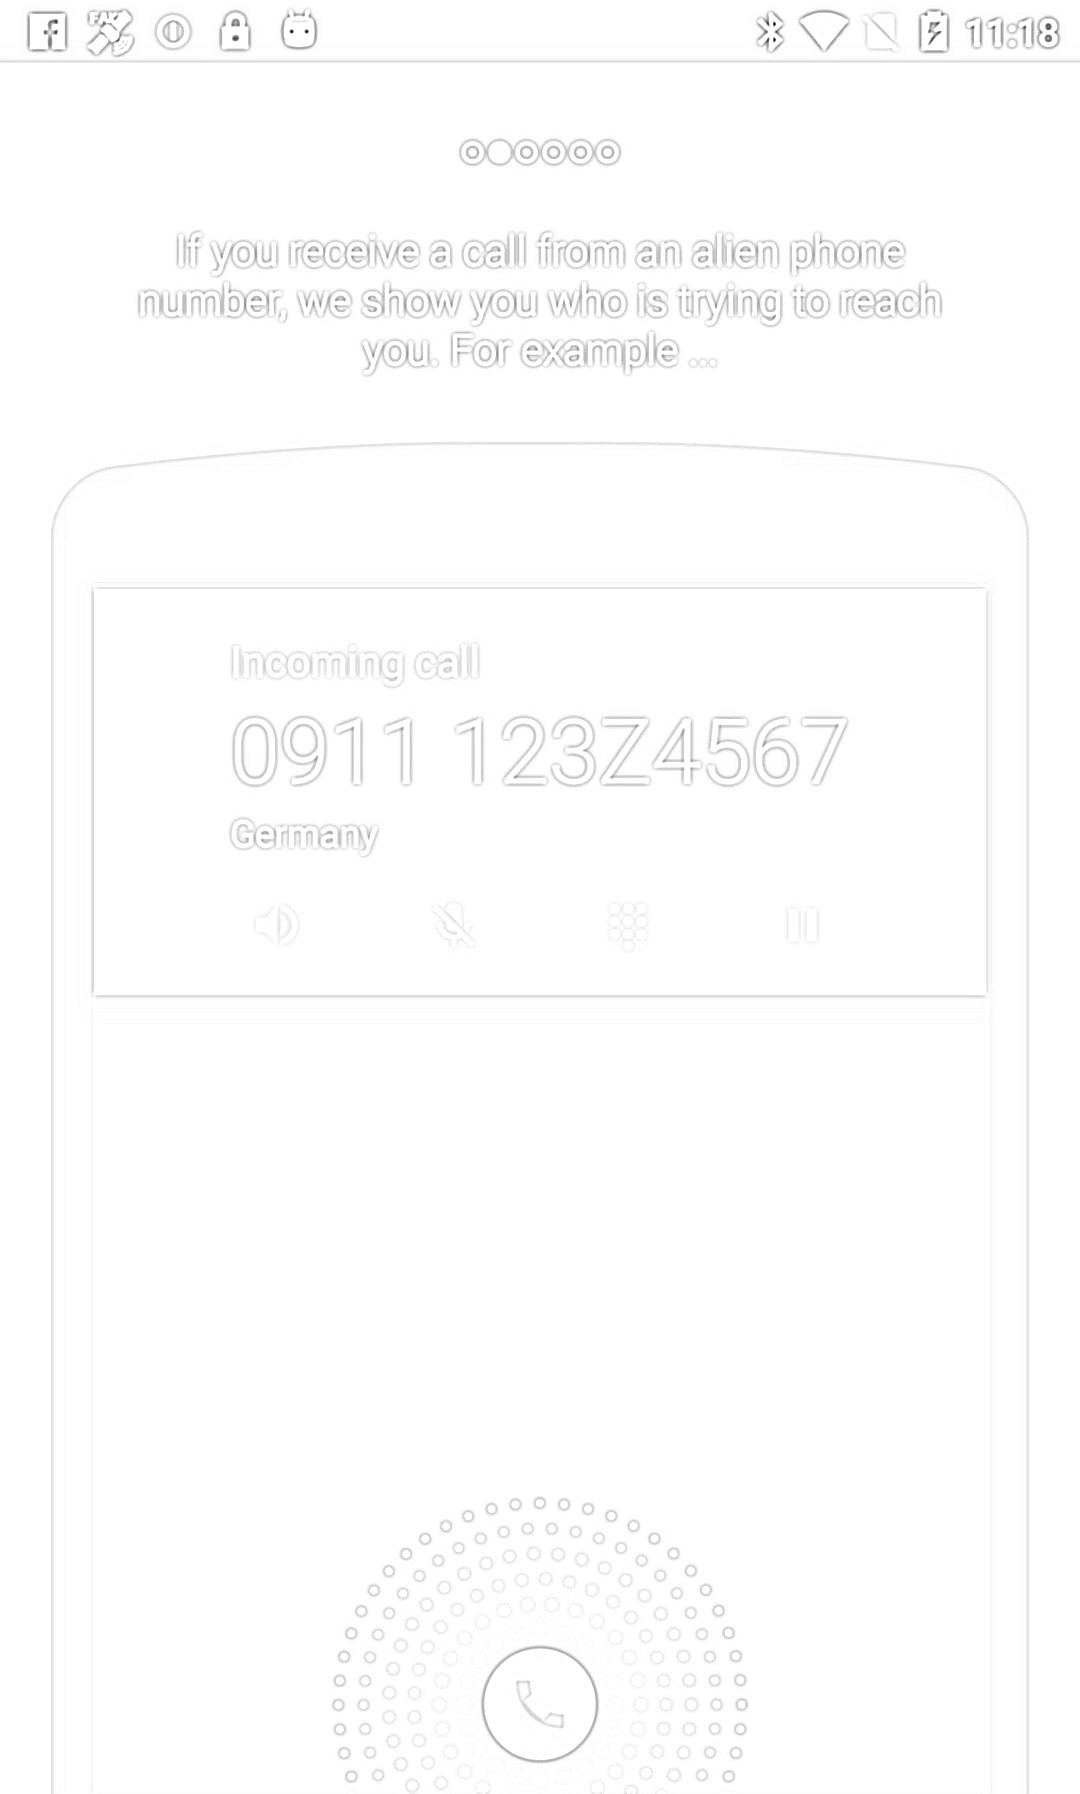 FAV 11:18
If you receive a call from an alien phone
number, we show you who is trying to reach
you. For example ...
Incoming call
0911 123Z4567
Germany